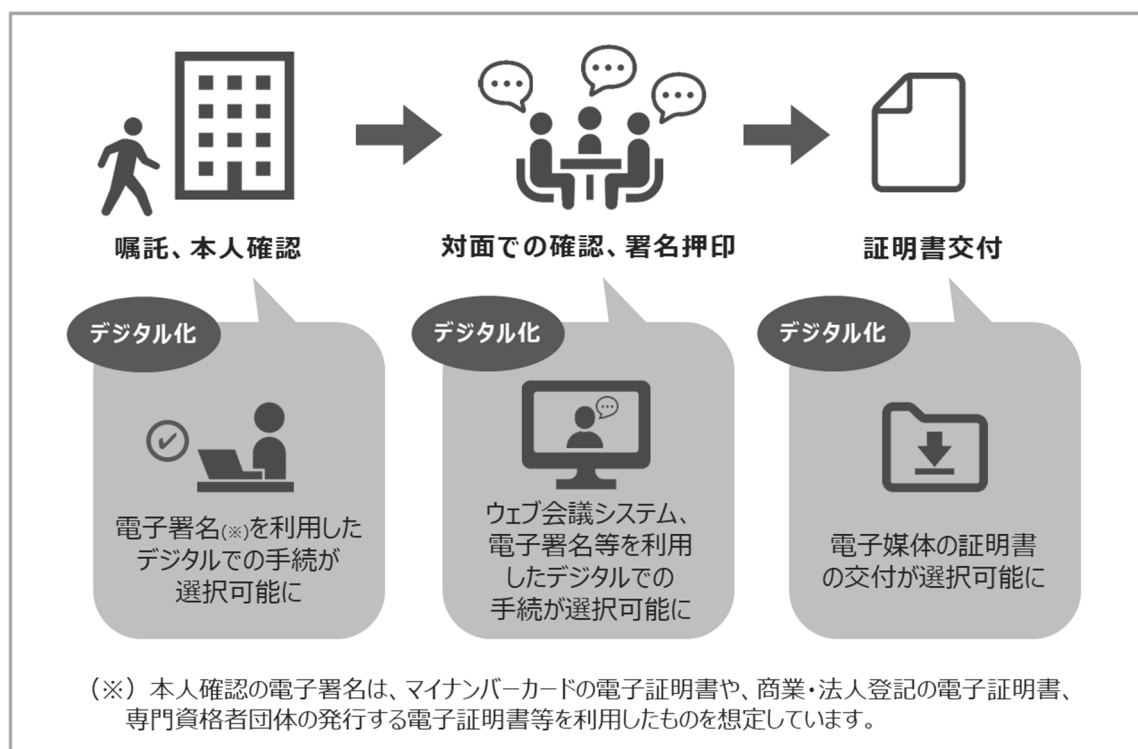 嘱託、本人確認
対面での確認、署名押印
証明書交付
デジタル化
電子署名(※)を利用した
デジタルでの手続が
選択可能に
デジタル化
ウェブ会議システム、
電子署名等を利用
したデジタルでの
手続が選択可能に
デジタル化
電子媒体の証明書
の交付が選択可能に
（※）本人確認の電子署名は、マイナンバーカードの電子証明書や、商業・法人登記の電子証明書、
専門資格者団体の発行する電子証明書等を利用したものを想定しています。